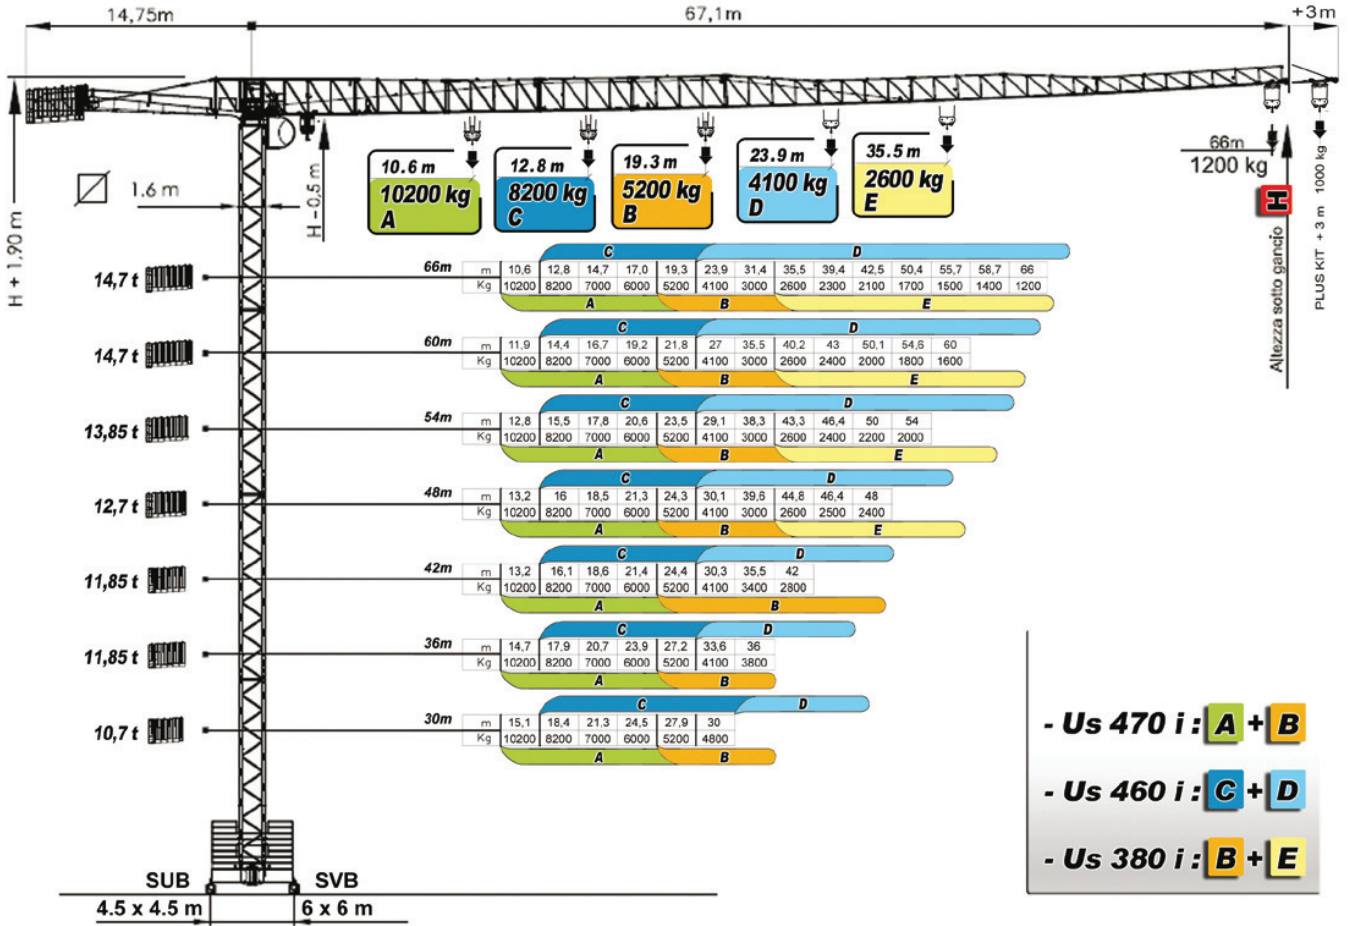 14,75m 67,1m +3m
H + 1,90 m
1.6 m
H -0,5 m
10.6 m 12.8 m 19.3 m 23.9 m 35.5 m
10200 kg 8200 kg 5200 kg 4100 kg 2600 kg
A C B D E
66m
1200 kg
H
Altezza sotto gancio
PLUS KIT + 3 m 1000 kg
C D
14,7 t 66m m 10,6 12,8 14,7 17,0 19,3 23,9 31,4 35,5 39,4 42,5 50,4 55,7 58,7 66
Kg 10200 8200 7000 6000 5200 4100 3000 2600 2300 2100 1700 1500 1400 1200
A B E
C D
14,7 t 60m m 11,9 14,4 16,7 19,2 21,8 27 35,5 40,2 43 50,1 54,6 60
Kg 10200 8200 7000 6000 5200 4100 3000 2600 2400 2000 1800 1600
A B E
C D
13,85 t 54m m 12,8 15,5 17,8 20,6 23,5 29,1 38,3 43,3 46,4 50 54
Kg 10200 8200 7000 6000 5200 4100 3000 2600 2400 2200 2000
A B E
C D
12,7 t 48m m 13,2 16 18,5 21,3 24,3 30,1 39,6 44,8 46,4 48
Kg 10200 8200 7000 6000 5200 4100 3000 2600 2500 2400
A B E
C D
11,85 t 42m m 13,2 16,1 18,6 21,4 24,4 30,3 35,5 42
Kg 10200 8200 7000 6000 5200 4100 3400 2800
A B
C D
11,85 t 36m m 14,7 17,9 20,7 23,9 27,2 33,6 36
Kg 10200 8200 7000 6000 5200 4100 3800
A B
C D
10,7 t 30m m 15,1 18,4 21,3 24,5 27,9 30
Kg 10200 8200 7000 6000 5200 4800
A B
- Us 470 i : A + B
- Us 460 i : C + D
- Us 380 i : B + E
SUB SVB
4.5 x 4.5 m 6 x 6 m